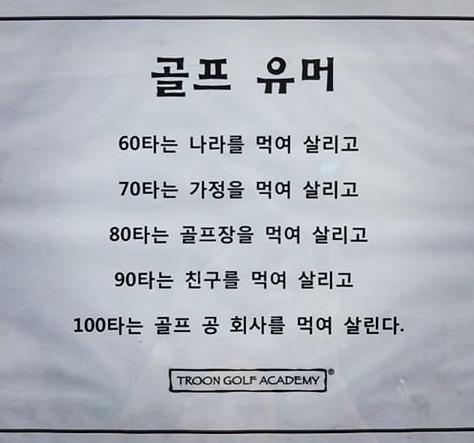 골프 유머
60타는 나라를 먹여 살리고
70타는 가정을 먹여 살리고
80타는 골프장을 먹여 살리고
90타는 친구를 먹여 살리고
100타는 골프 공 회사를 먹여 살린다.
TROON GOLF ACADEMY®